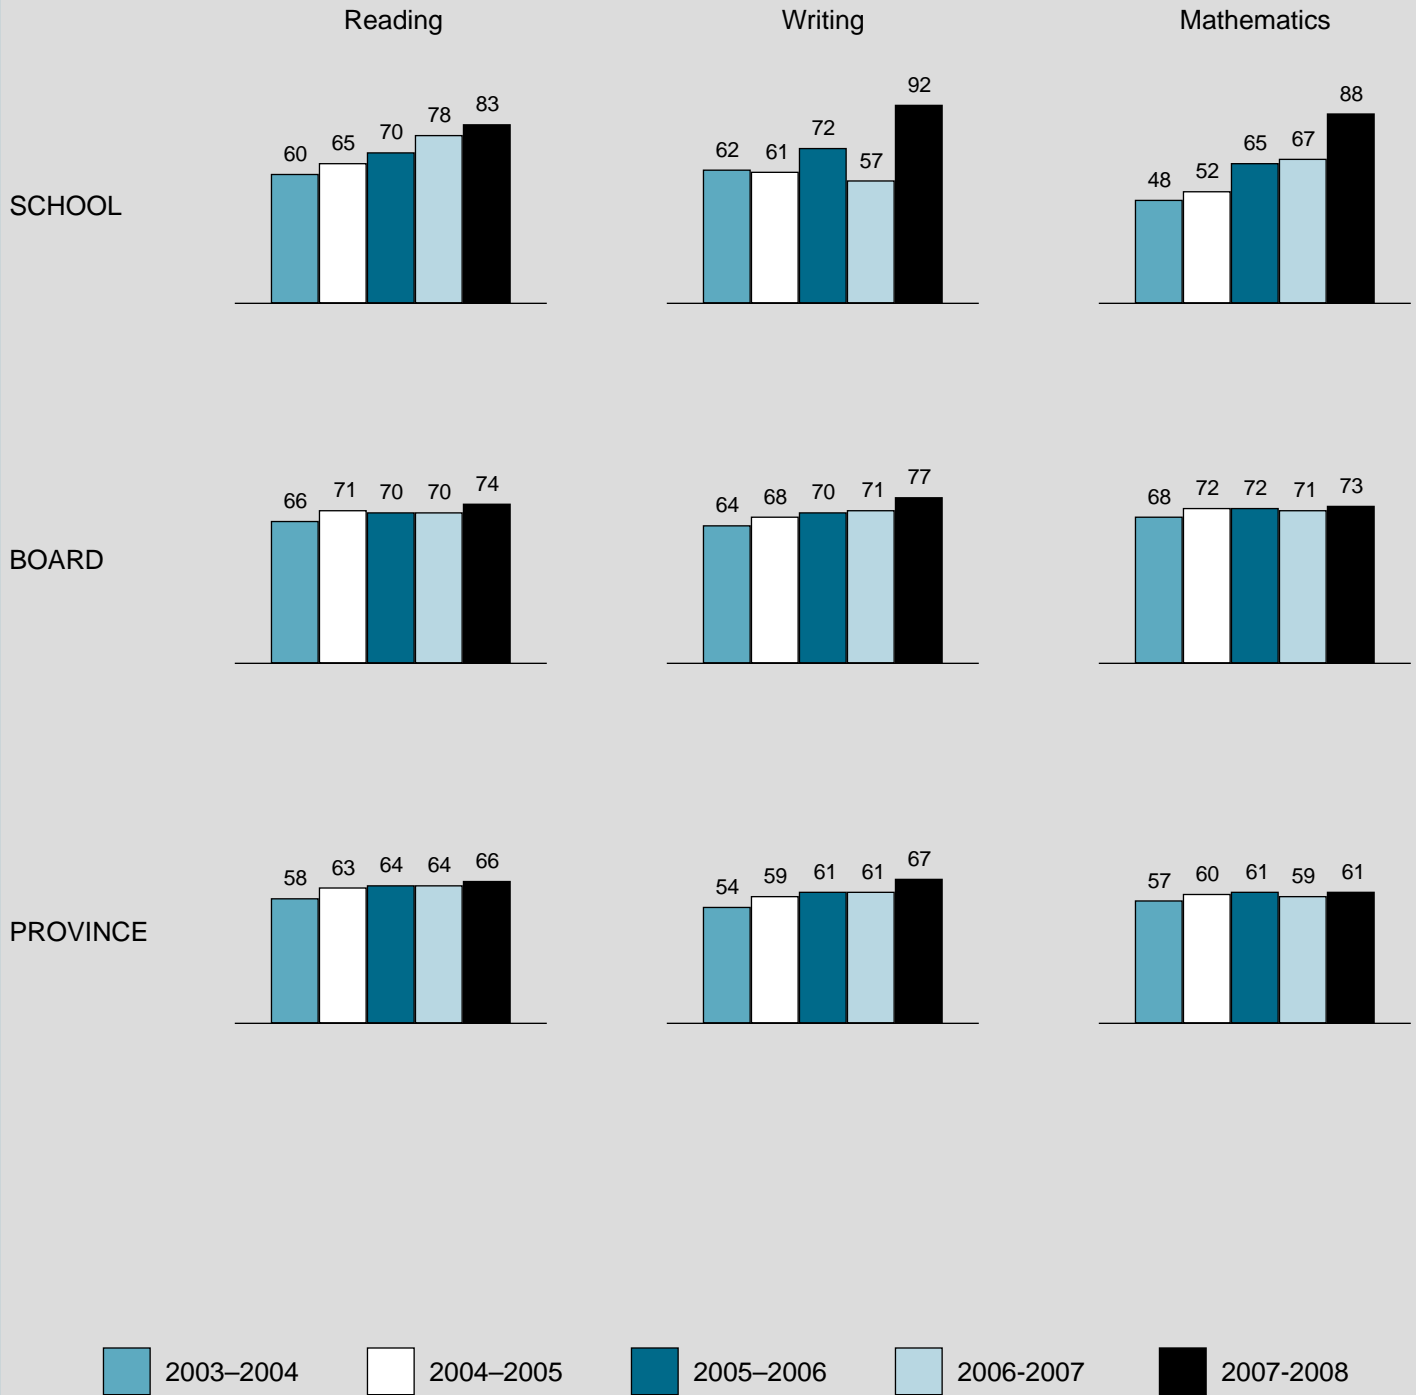 Reading Writing Mathematics
SCHOOL
60 65 70 78 83
62 61 72 57 92
48 52 65 67 88
BOARD
66 71 70 70 74
64 68 70 71 77
68 72 72 71 73
PROVINCE
58 63 64 64 66
54 59 61 61 67
57 60 61 59 61
2003–2004 2004–2005 2005–2006 2006-2007 2007-2008